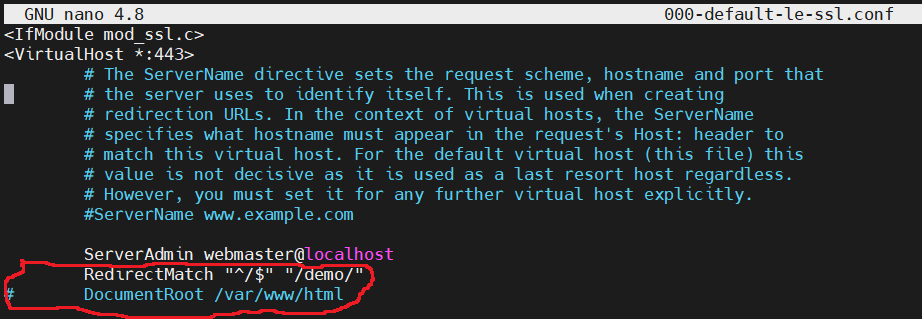 GNU nano 4.8 000-default-le-ssl.conf
<IfModule mod_ssl.c>
<VirtualHost *:443>
# The ServerName directive sets the request scheme, hostname and port that
# the server uses to identify itself. This is used when creating
# redirection URLs. In the context of virtual hosts, the ServerName
# specifies what hostname must appear in the request's Host: header to
# match this virtual host. For the default virtual host (this file) this
# value is not decisive as it is used as a last resort host regardless.
# However, you must set it for any further virtual host explicitly.
#ServerName www.example.com
ServerAdmin webmaster@localhost
RedirectMatch "^/$" "/demo/"
# DocumentRoot /var/www/html